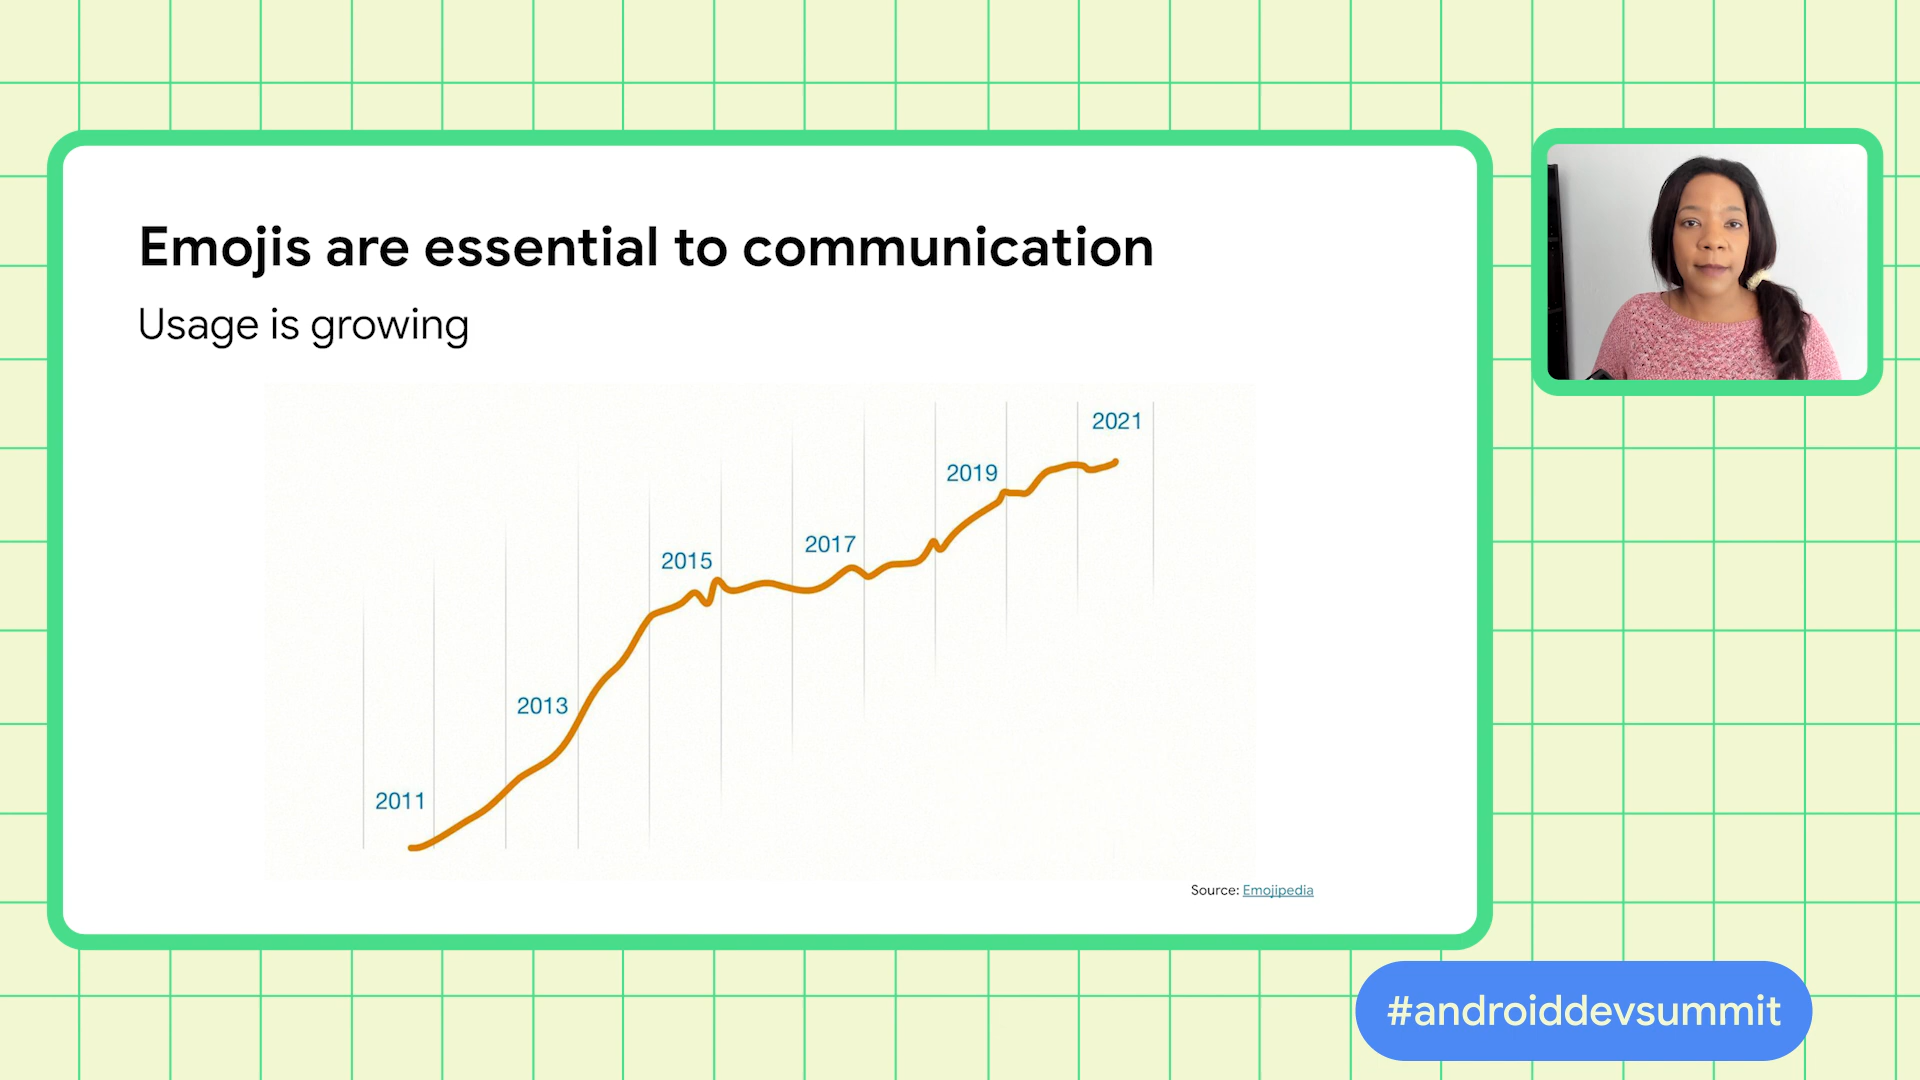 Emojis are essential to communication
Usage is growing
2021
2019
2017
2015
2013
2011
Source: Emojipedia
#androiddevsummit